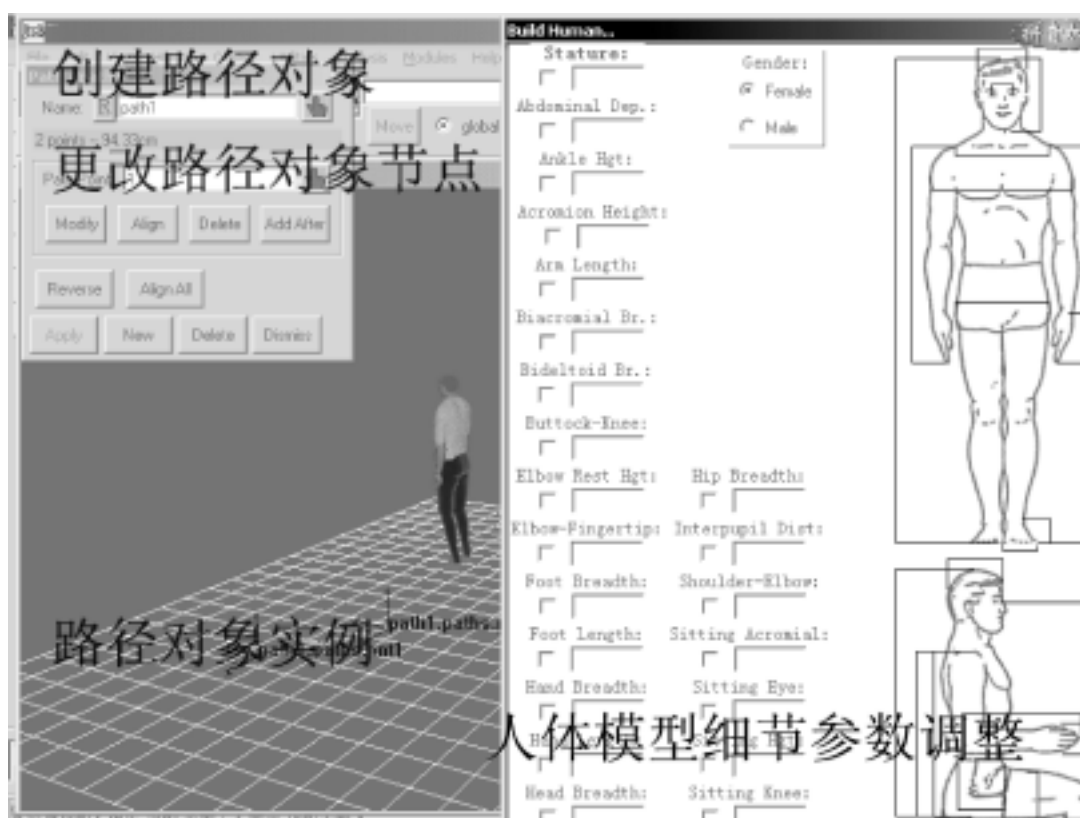 创建路径对象
Modules Help
Name: R path1
Move global
2 points - 94.33cm
更改路径对象节点
Modify Align Delete Add After
Reverse Align All
Apply New Delete Dismiss
路径对象实例
Build Human...
Stature:
Gender:
Female
Male
Abdominal Dep.:
Ankle Hgt:
Acromion Height:
Arm Length:
Biacromial Br.:
Bideltoid Br.:
Buttock-Knee:
Elbow Rest Hgt: Hip Breadth:
Elbow-Fingertip: Interpupil Dist:
Foot Breadth: Shoulder-Elbow:
Foot Length: Sitting Acromial:
Hand Breadth: Sitting Eye:
人体模型细节参数调整
Head Breadth: Sitting Knee: